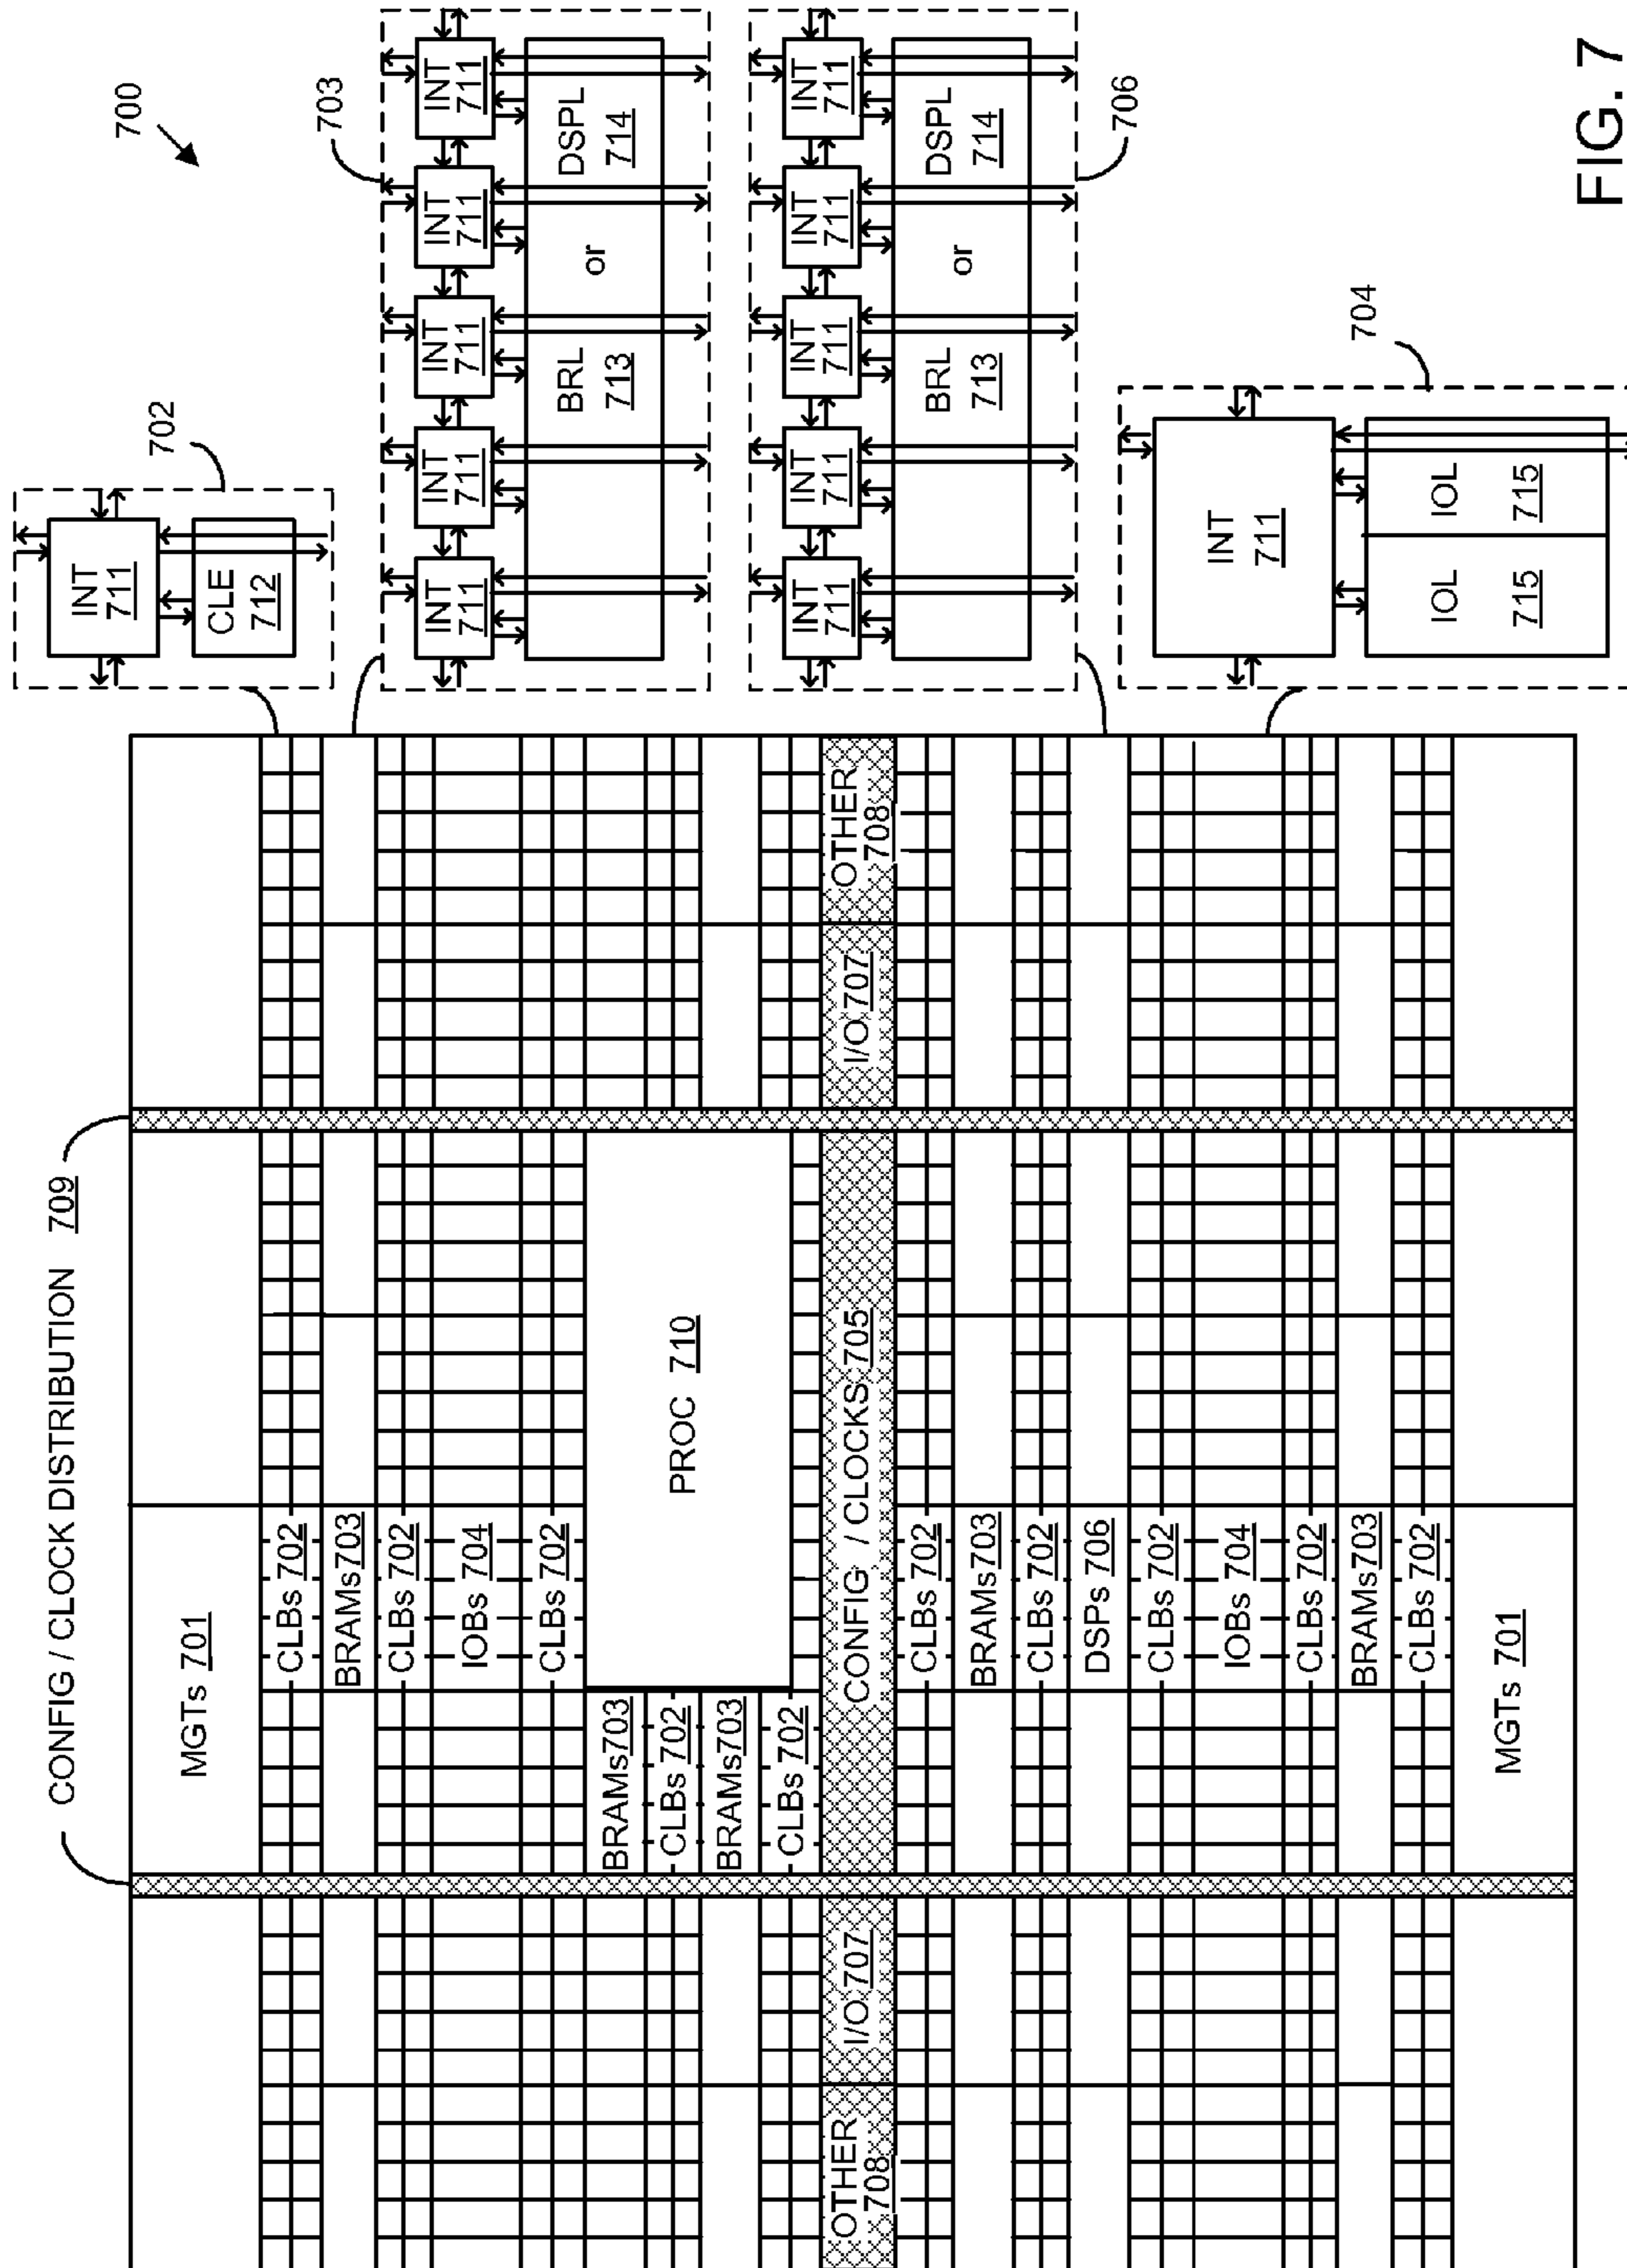 CONFIG / CLOCK DISTRIBUTION 709
MGTs 701
CLBs 702
BRAMs 703
CLBs 702
IOBs 704
CLBs 702
BRAMs 703
CLBs 702
BRAMs 703
CLBs 702
PROC 710
OTHER
708
I/O 707
CONFIG / CLOCKS 705
I/O 707
OTHER
708
CLBs 702
BRAMs 703
CLBs 702
DSPs 706
CLBs 702
IOBs 704
CLBs 702
BRAMs 703
CLBs 702
MGTs 701
700
702
INT
711
CLE
712
703
INT
711
INT
711
INT
711
INT
711
INT
711
BRL
713
or
DSPL
714
INT
711
INT
711
INT
711
INT
711
INT
711
BRL
713
or
DSPL
714
706
704
INT
711
IOL
715
IOL
715
FIG. 7